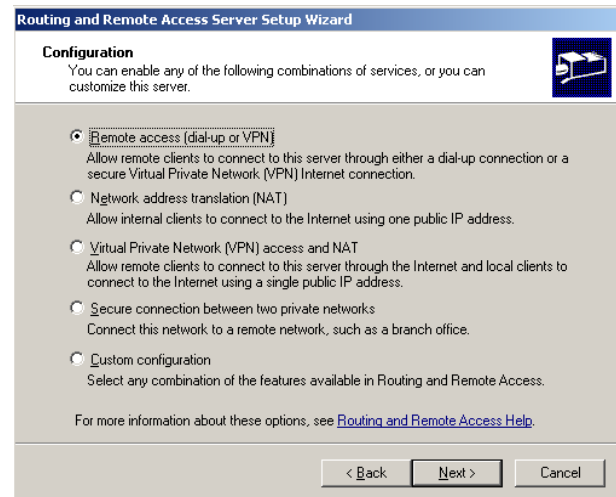 Routing and Remote Access Server Setup Wizard
Configuration
You can enable any of the following combinations of services, or you can
customize this server.
Remote access (dial-up or VPN)
Allow remote clients to connect to this server through either a dial-up connection or a
secure Virtual Private Network (VPN) Internet connection.
Network address translation (NAT)
Allow internal clients to connect to the Internet using one public IP address.
Virtual Private Network (VPN) access and NAT
Allow remote clients to connect to this server through the Internet and local clients to
connect to the Internet using a single public IP address.
Secure connection between two private networks
Connect this network to a remote network, such as a branch office.
Custom configuration
Select any combination of the features available in Routing and Remote Access.
For more information about these options, see Routing and Remote Access Help.
< Back Next > Cancel